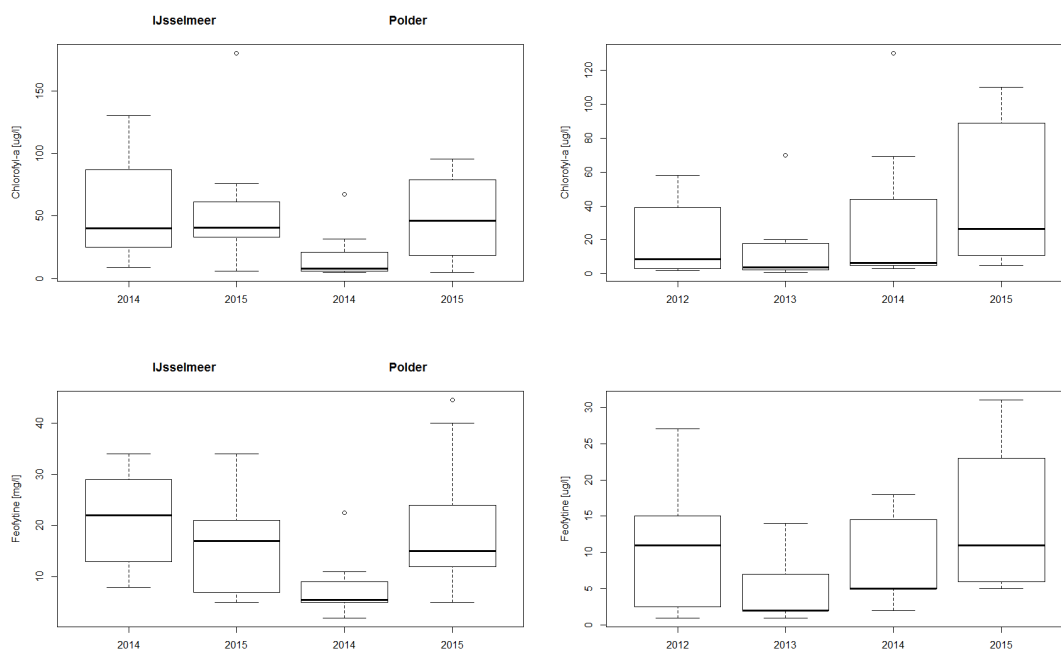 IJsselmeer Polder
Chlorofyl-a [ug/l]
0 50 100 150
2014 2015 2014 2015
Chlorofyl-a [ug/l]
0 20 40 60 80 100 120
2012 2013 2014 2015
IJsselmeer Polder
Feofytine [mg/l]
10 20 30 40
2014 2015 2014 2015
Feofytine [ug/l]
0 5 10 15 20 25 30
2012 2013 2014 2015